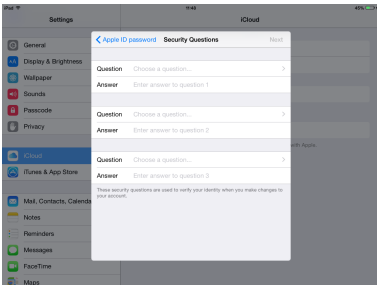 iPad
9:48
45%
Settings
iCloud
Apple ID password
Security Questions
Next
General
Display & Brightness
Wallpaper
Sounds
Passcode
Privacy
iCloud
iTunes & App Store
Mail, Contacts, Calenda
Notes
Reminders
Messages
FaceTime
Maps
Question Choose a question...
Answer Enter answer to question 1
Question Choose a question...
Answer Enter answer to question 2
Question Choose a question...
Answer Enter answer to question 3
These security questions are used to verify your identity when you make changes to
your account.
with Apple.